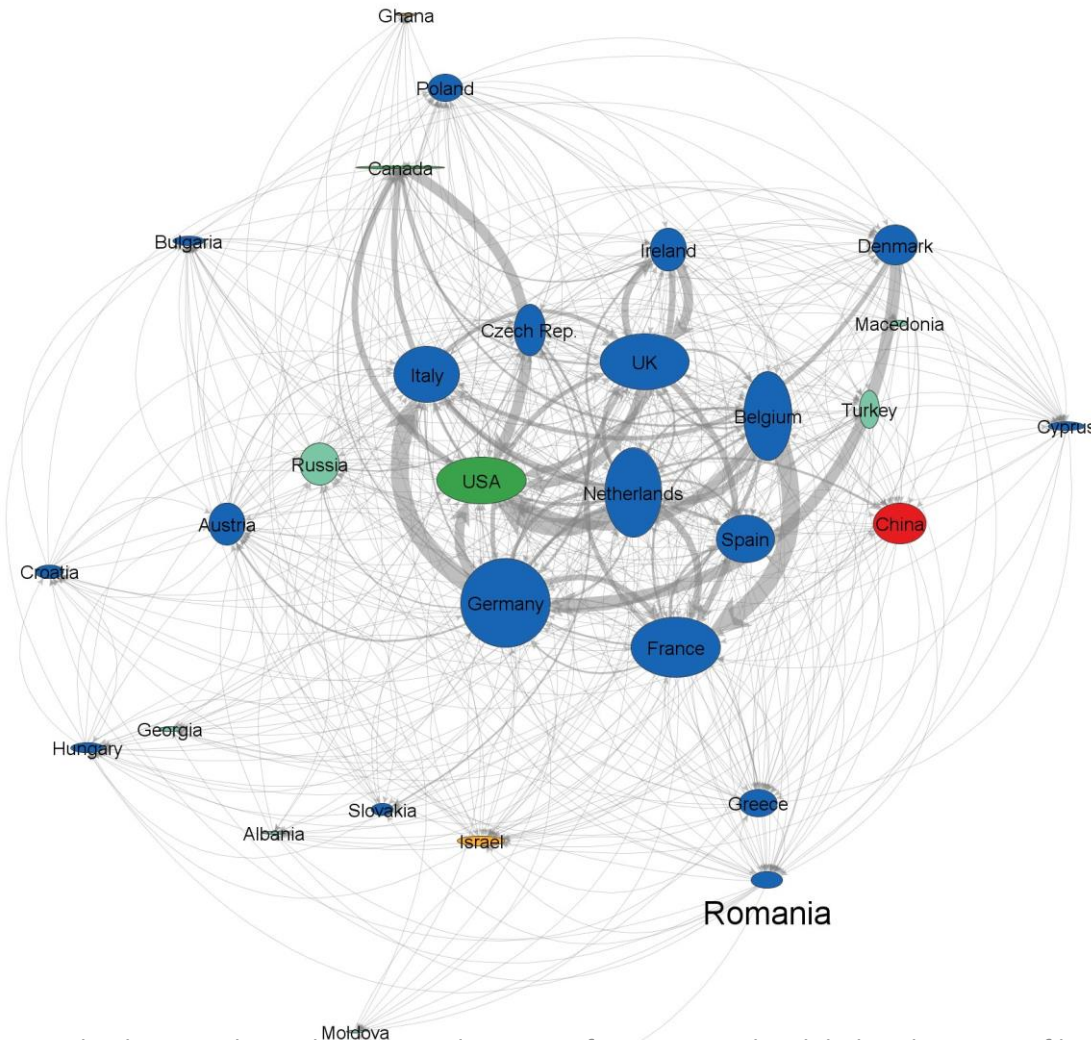 Ghana
Poland
Canada
Bulgaria
Ireland
Denmark
Czech Rep.
Macedonia
UK
Italy
Belgium
Turkey
Cyprus
Russia
USA
Netherlands
Austria
China
Spain
Croatia
Germany
France
Georgia
Hungary
Greece
Slovakia
Albania
Israel
Romania
Moldova